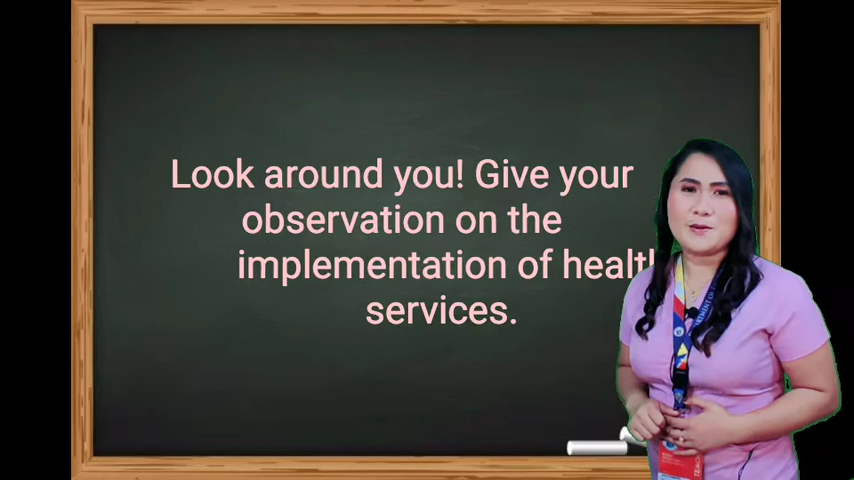 Look around you! Give your
observation on the
implementation of healt
services.